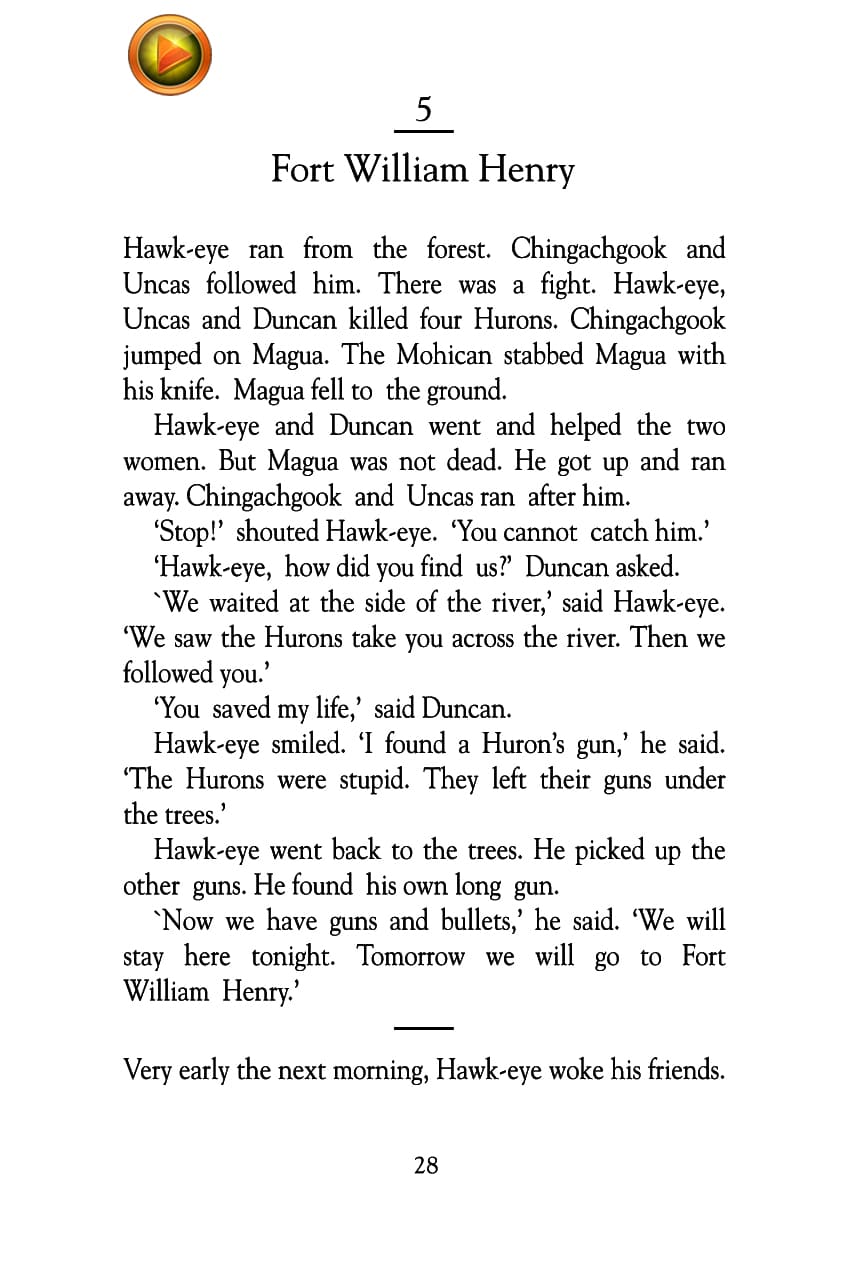 5
Fort William Henry
Hawk-eye ran from the forest. Chingachgook and
Uncas followed him. There was a fight. Hawk-eye,
Uncas and Duncan killed four Hurons. Chingachgook
jumped on Magua. The Mohican stabbed Magua with
his knife. Magua fell to the ground.
Hawk-eye and Duncan went and helped the two
women. But Magua was not dead. He got up and ran
away. Chingachgook and Uncas ran after him.
‘Stop!’ shouted Hawk-eye. ‘You cannot catch him.’
‘Hawk-eye, how did you find us?’ Duncan asked.
`We waited at the side of the river,’ said Hawk-eye.
‘We saw the Hurons take you across the river. Then we
followed you.’
‘You saved my life,’ said Duncan.
Hawk-eye smiled. ‘I found a Huron’s gun,’ he said.
‘The Hurons were stupid. They left their guns under
the trees.’
Hawk-eye went back to the trees. He picked up the
other guns. He found his own long gun.
`Now we have guns and bullets,’ he said. ‘We will
stay here tonight. Tomorrow we will go to Fort
William Henry.’
Very early the next morning, Hawk-eye woke his friends.
28